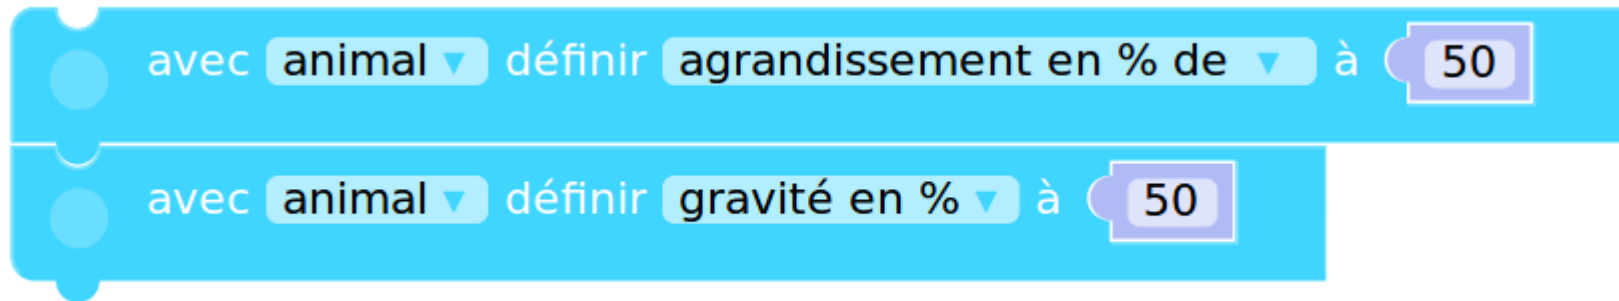 avec animal définir agrandissement en % de à 50
avec animal définir gravité en % à 50